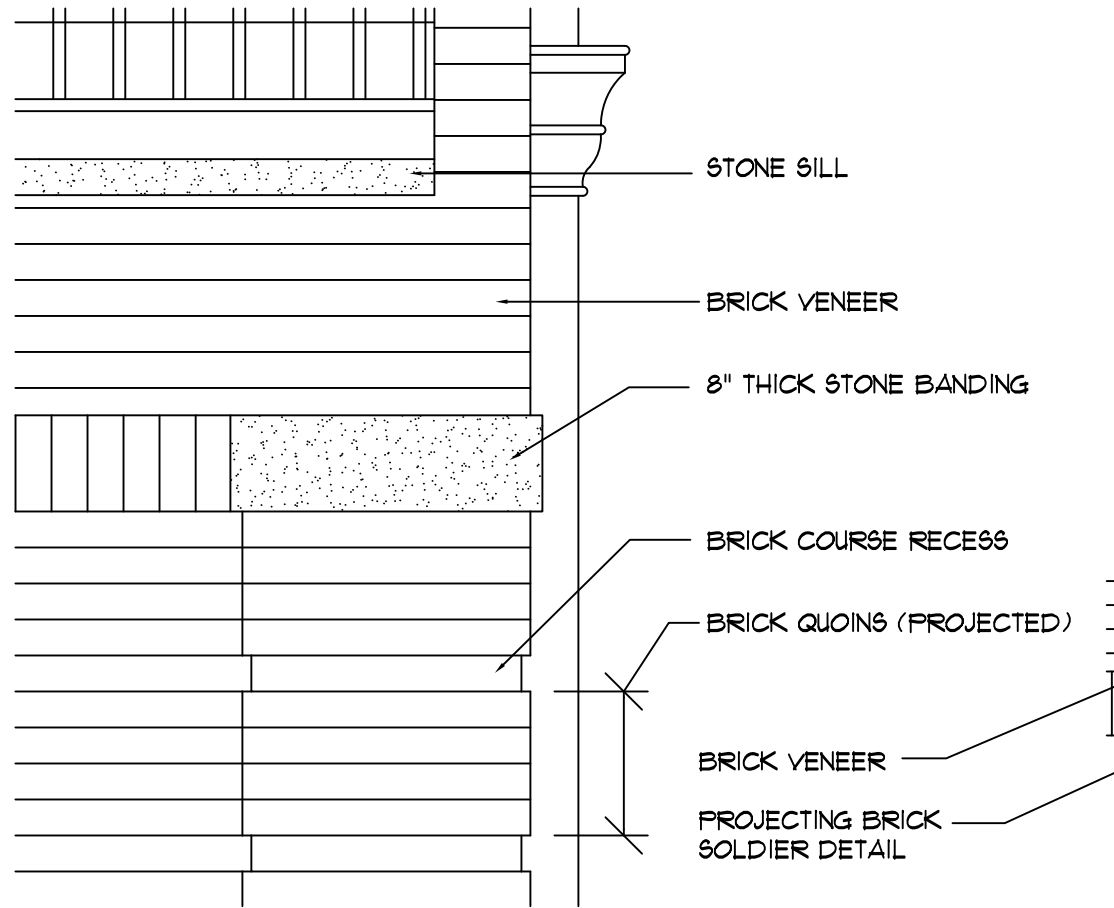 STONE SILL
BRICK VENEER
8" THICK STONE BANDING
BRICK COURSE RECESS
BRICK QUOINS (PROJECTED)
BRICK VENEER
PROJECTING BRICK
SOLDIER DETAIL